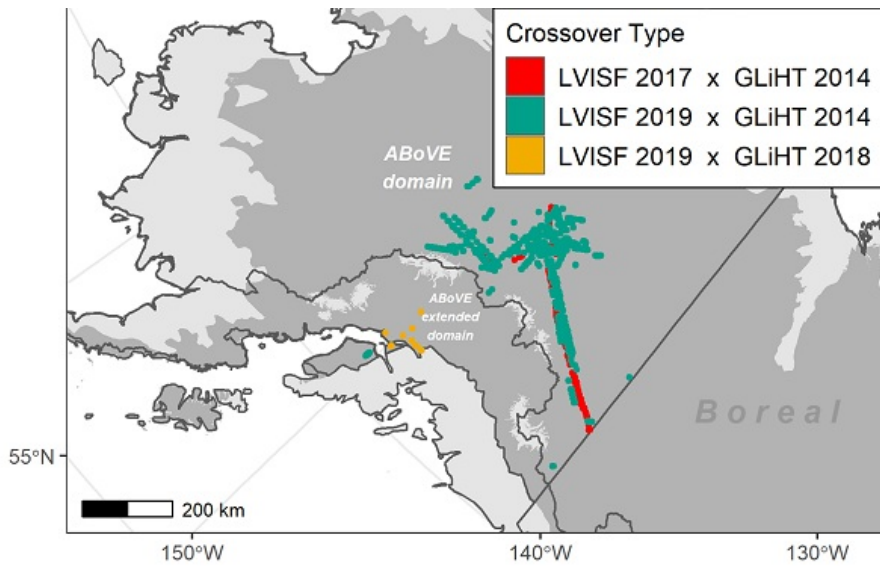 Crossover Type
LVISF 2017 x GLiHT 2014
LVISF 2019 x GLiHT 2014
LVISF 2019 x GLiHT 2018
ABoVE
domain
ABoVE
extended
domain
Boreal
55°N
200 km
150°W
140°W
130°W